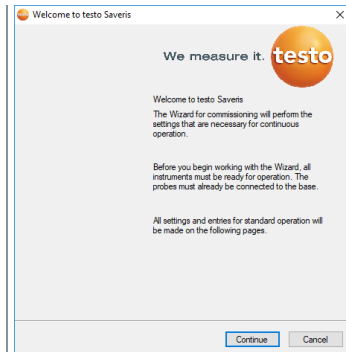 Welcome to testo Saveris
We measure it. testo
Welcome to testo Saveris
The Wizard for commissioning will perform the
settings that are necessary for continuous
operation.
Before you begin working with the Wizard, all
instruments must be ready for operation. The
probes must already be connected to the base.
All settings and entries for standard operation will
be made on the following pages.
Continue Cancel